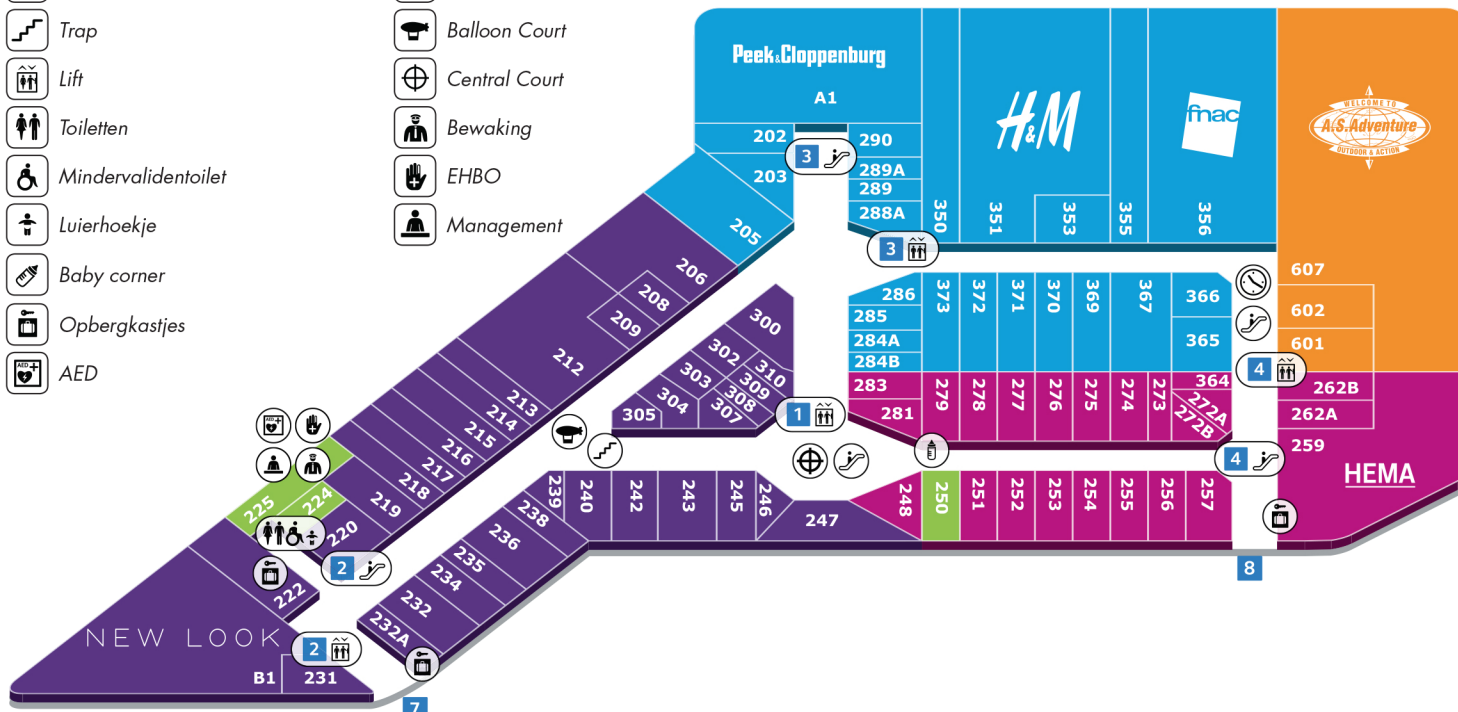 Trap
Lift
Toiletten
Mindervalidentoilet
Luierhoekje
Baby corner
Opbergkastjes
AED+
AED
Balloon Court
Central Court
Bewaking
EHBO
Management
Peek&Cloppenburg
A1
H&M
fnac
WELCOME TO
A.S.Adventure
OUTDOOR & ACTION
202
203
205
3
290
289A
289
288A
3
350
351
353
355
356
607
602
601
206
208
209
212
213
214
215
216
217
218
219
220
300
302
303
304
305
310
309
308
307
286
285
284A
284B
283
281
373
372
371
370
369
367
366
365
364
272A
272B
279
278
277
276
275
274
273
4
262B
262A
259
HEMA
1
4
AED+
225
224
2
222
NEW LOOK
2
B1
231
232A
232
234
235
236
238
239
240
242
243
245
246
247
248
250
251
252
253
254
255
256
257
7
8